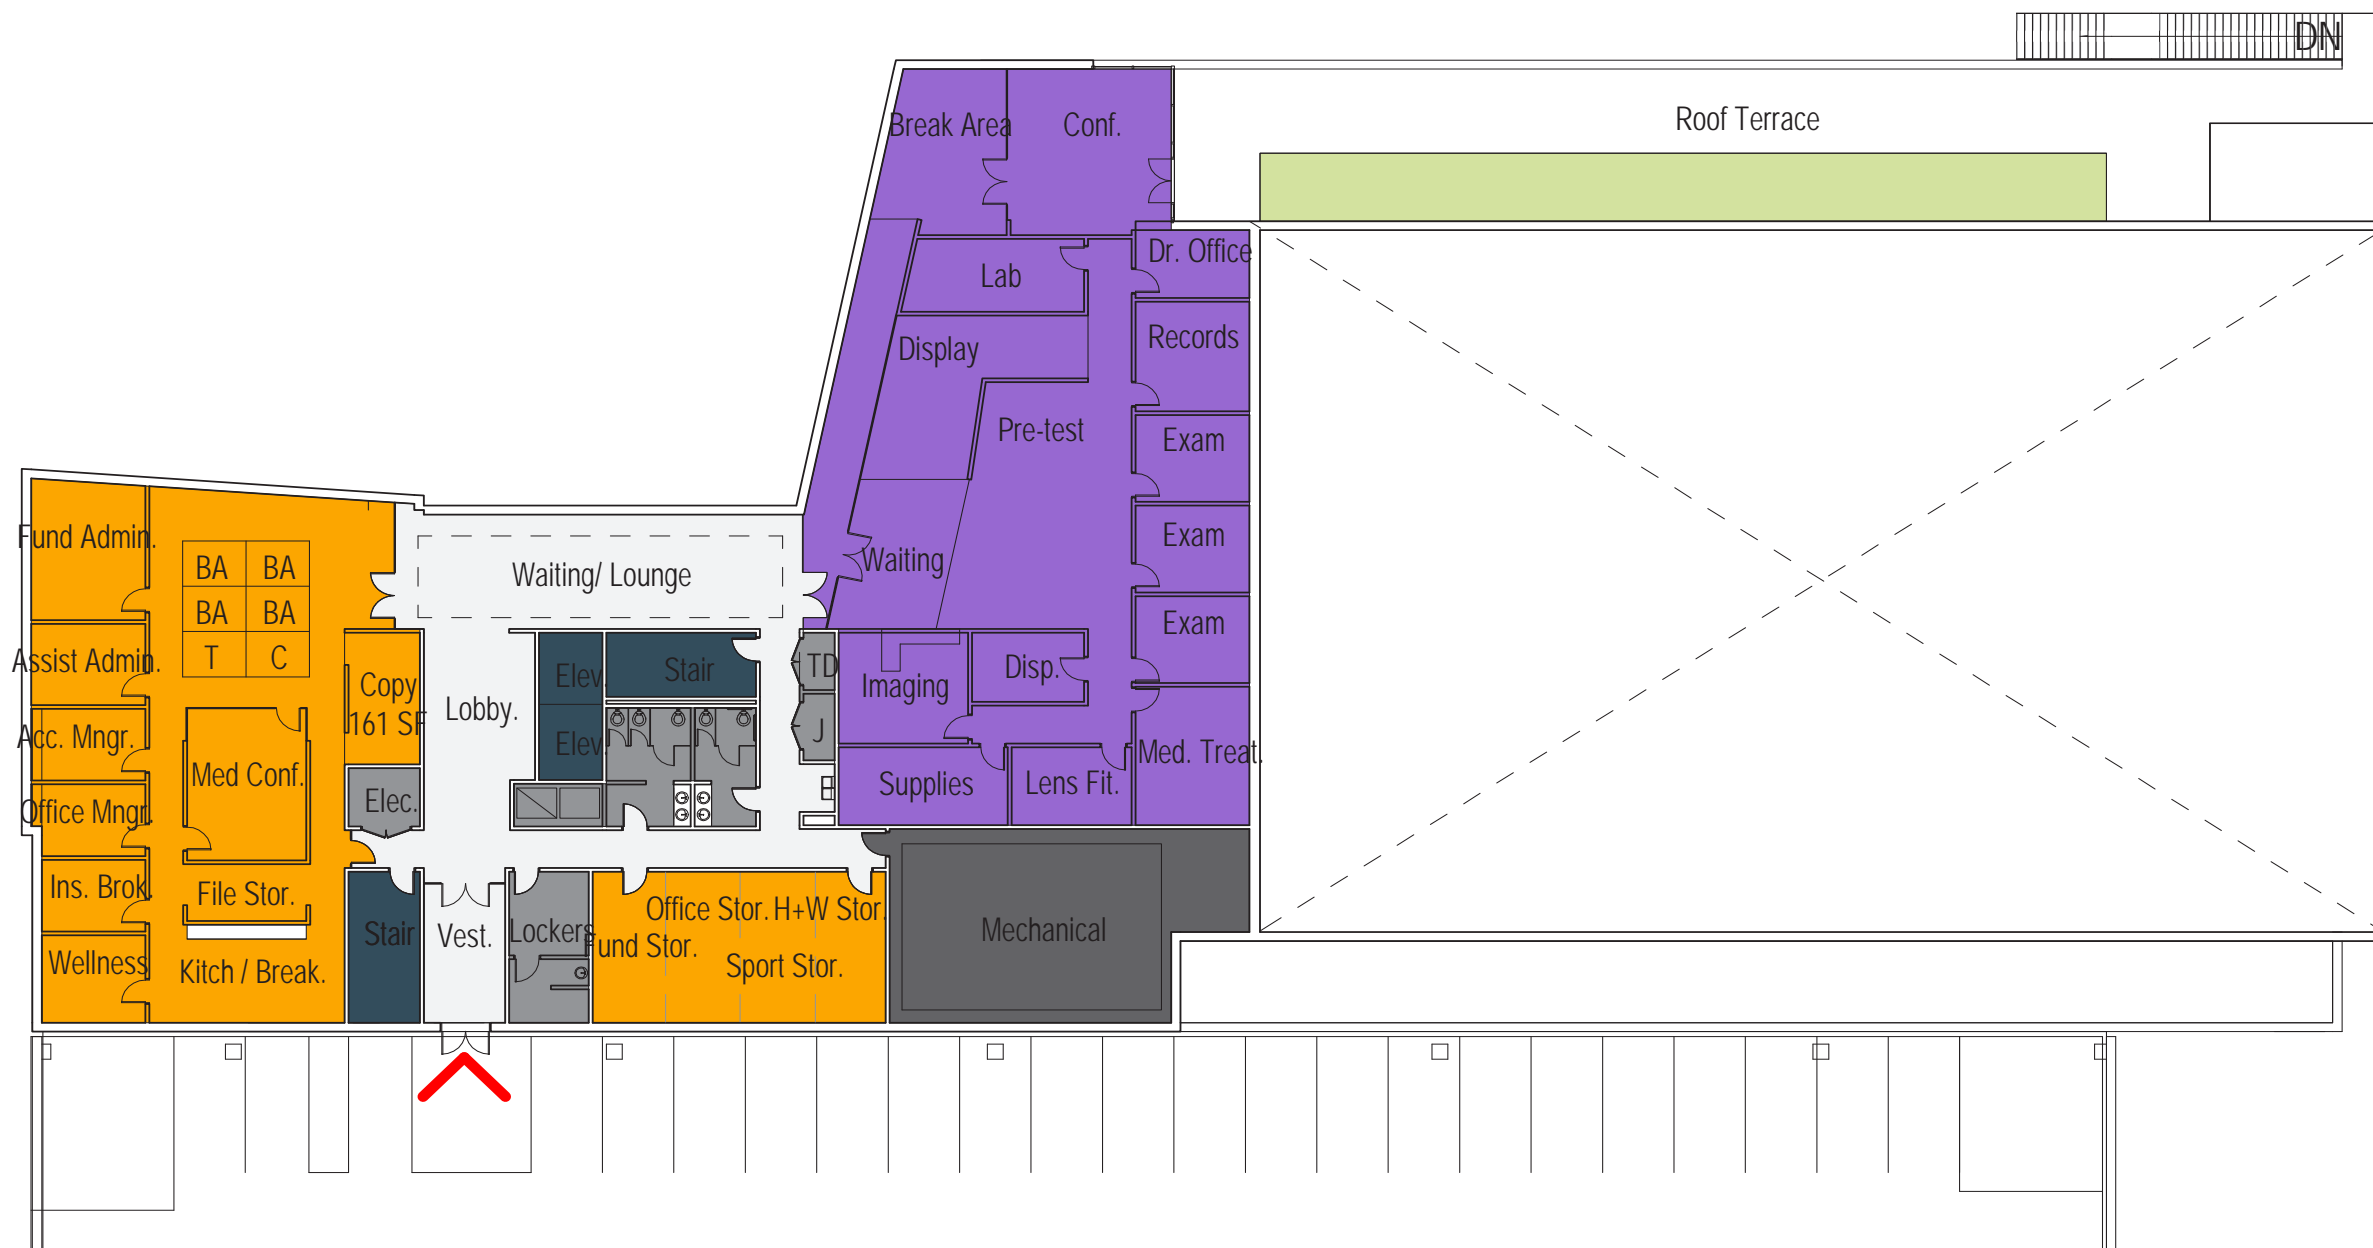 DN
Roof Terrace
Break Area
Conf.
Dr. Office
Lab
Records
Display
Pre-test
Exam
Exam
Exam
Waiting
Fund Admin.
BA BA
BA BA
T C
Waiting/ Lounge
Assist Admin.
Copy
161 SF
Lobby.
Elev.
Stair
TD
Imaging
Disp.
Acc. Mngr.
Med Conf.
Elev.
J
Med. Treat.
Office Mngr.
Elec.
Supplies
Lens Fit.
Ins. Brok.
File Stor.
Stair
Vest.
Lockers
Office Stor.
H+W Stor.
Fund Stor.
Sport Stor.
Mechanical
Wellness
Kitch / Break.